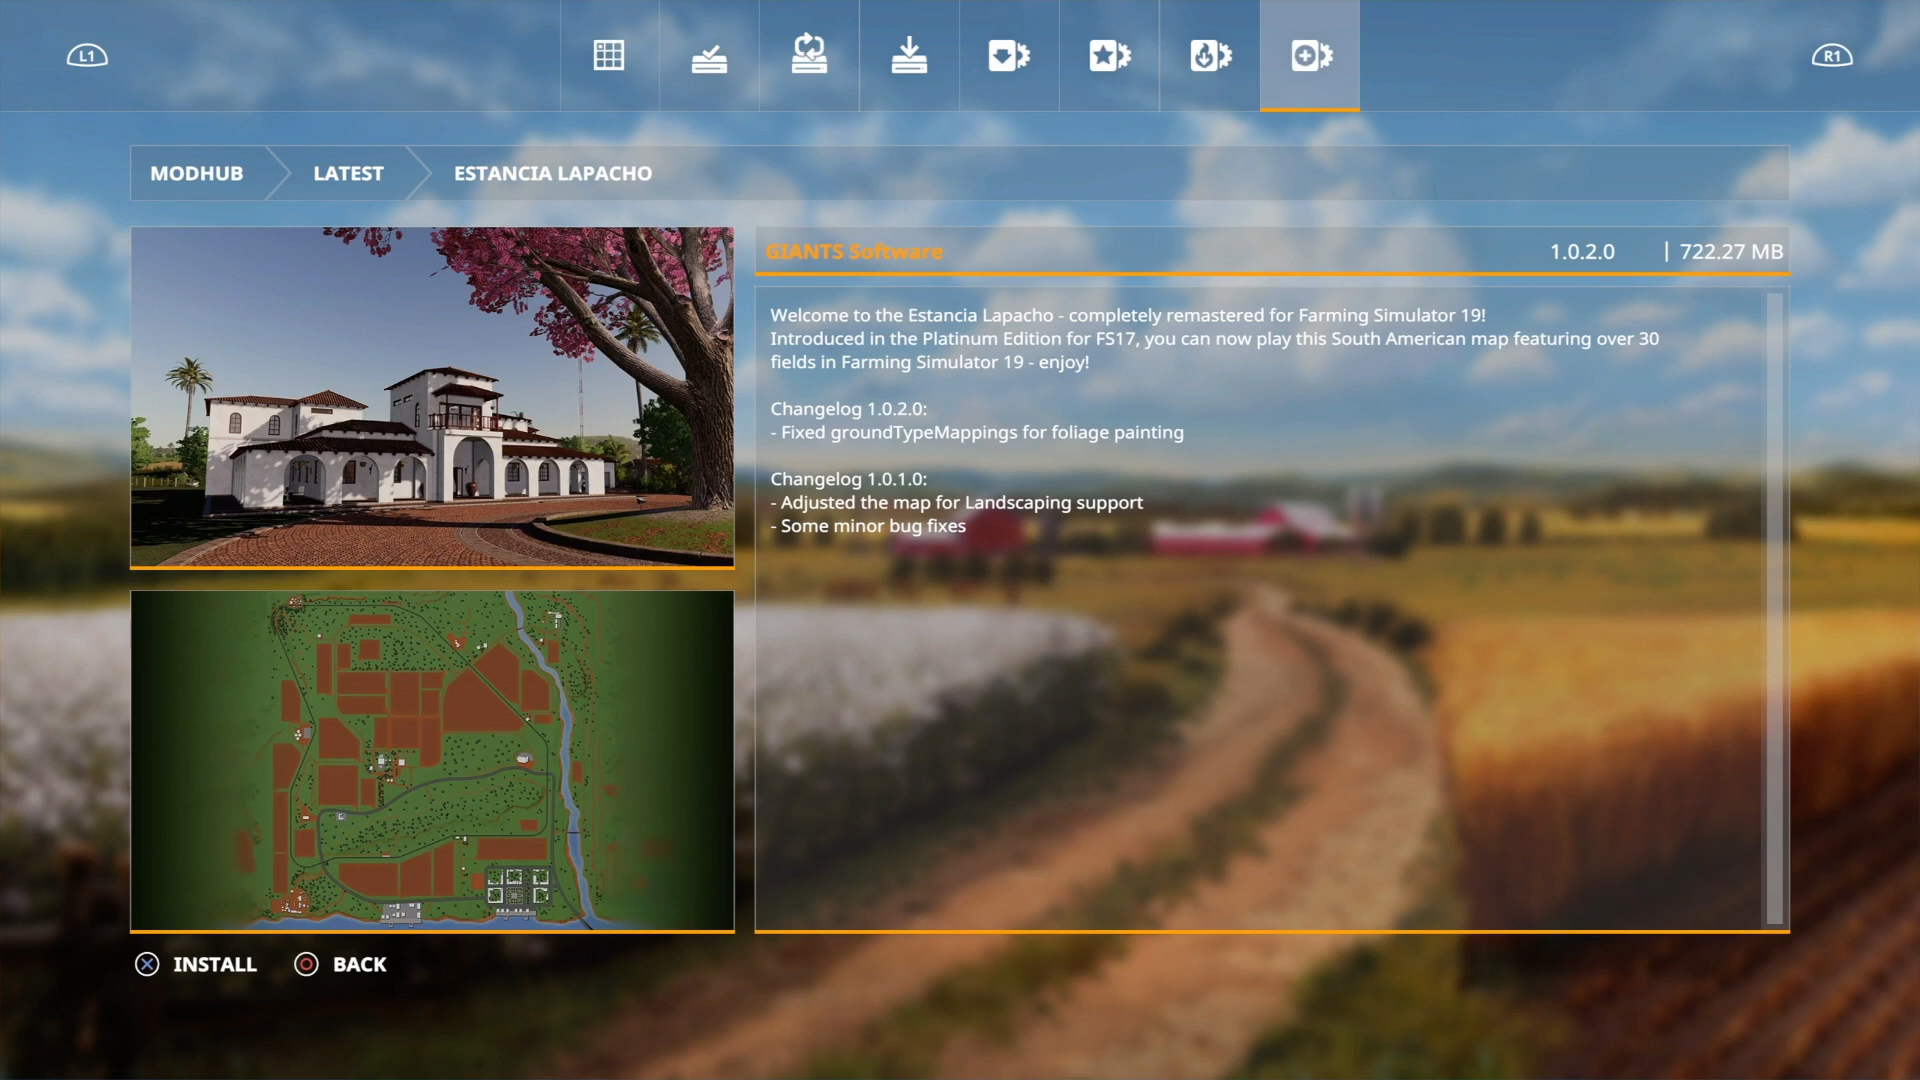 L1
R1
MODHUB
LATEST
ESTANCIA LAPACHO
GIANTS Software
1.0.2.0 | 722.27 MB
Welcome to the Estancia Lapacho - completely remastered for Farming Simulator 19!
Introduced in the Platinum Edition for FS17, you can now play this South American map featuring over 30
fields in Farming Simulator 19 - enjoy!
Changelog 1.0.2.0:
- Fixed groundTypeMappings for foliage painting
Changelog 1.0.1.0:
- Adjusted the map for Landscaping support
- Some minor bug fixes
INSTALL
BACK